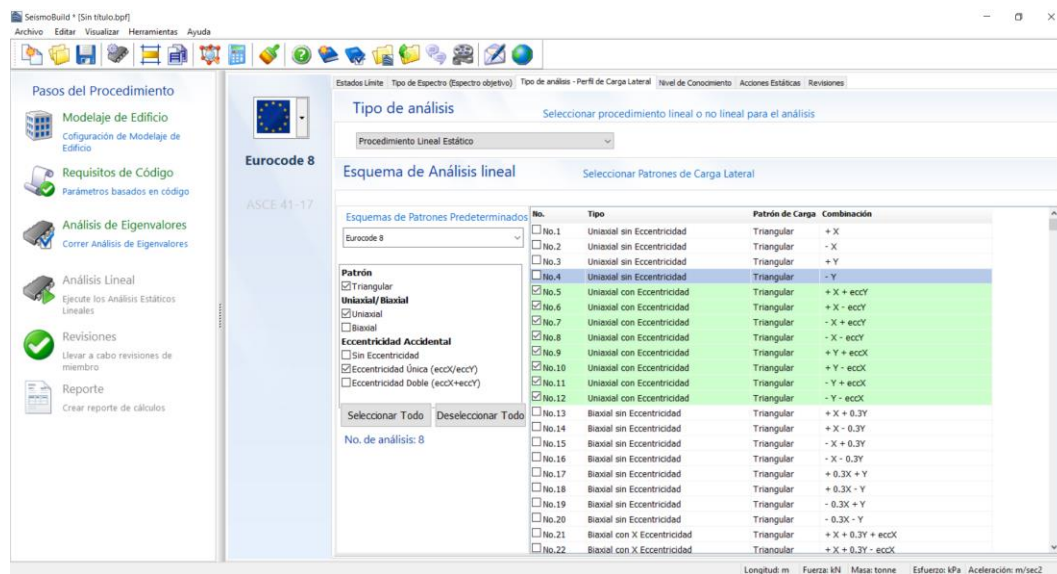 SeismoBuild * [Sin título.bpf]
Archivo Editar Visualizar Herramientas Ayuda
Pasos del Procedimiento
Modelaje de Edificio
Cofiguración de Modelaje de
Edificio
Requisitos de Código
Parámetros basados en código
Análisis de Eigenvalores
Correr Análisis de Eigenvalores
Análisis Lineal
Ejecute los Análisis Estáticos
Lineales
Revisiones
Llevar a cabo revisiones de
miembro
Reporte
Crear reporte de cálculos
Eurocode 8
ASCE 41-17
Estados Límite Tipo de Espectro (Espectro objetivo) Tipo de análisis - Perfil de Carga Lateral Nivel de Conocimiento Acciones Estáticas Revisiones
Tipo de análisis Seleccionar procedimiento lineal o no lineal para el análisis
Procedimiento Lineal Estático
Esquema de Análisis lineal Seleccionar Patrones de Carga Lateral
Esquemas de Patrones Predeterminados
Eurocode 8
Patrón
Triangular
Uniaxial/Biaxial
Uniaxial
Biaxial
Eccentricidad Accidental
Sin Eccentricidad
Eccentricidad Única (eccX/eccY)
Eccentricidad Doble (eccX+eccY)
Seleccionar Todo Deseleccionar Todo
No. de análisis: 8
No. Tipo Patrón de Carga Combinación
No.1 Uniaxial sin Eccentricidad Triangular + X
No.2 Uniaxial sin Eccentricidad Triangular - X
No.3 Uniaxial sin Eccentricidad Triangular + Y
No.4 Uniaxial sin Eccentricidad Triangular - Y
No.5 Uniaxial con Eccentricidad Triangular + X + eccY
No.6 Uniaxial con Eccentricidad Triangular + X - eccY
No.7 Uniaxial con Eccentricidad Triangular - X + eccY
No.8 Uniaxial con Eccentricidad Triangular - X - eccY
No.9 Uniaxial con Eccentricidad Triangular + Y + eccX
No.10 Uniaxial con Eccentricidad Triangular + Y - eccX
No.11 Uniaxial con Eccentricidad Triangular - Y + eccX
No.12 Uniaxial con Eccentricidad Triangular - Y - eccX
No.13 Biaxial sin Eccentricidad Triangular + X + 0.3Y
No.14 Biaxial sin Eccentricidad Triangular + X - 0.3Y
No.15 Biaxial sin Eccentricidad Triangular - X + 0.3Y
No.16 Biaxial sin Eccentricidad Triangular - X - 0.3Y
No.17 Biaxial sin Eccentricidad Triangular + 0.3X + Y
No.18 Biaxial sin Eccentricidad Triangular + 0.3X - Y
No.19 Biaxial sin Eccentricidad Triangular - 0.3X + Y
No.20 Biaxial sin Eccentricidad Triangular - 0.3X - Y
No.21 Biaxial con X Eccentricidad Triangular + X + 0.3Y + eccX
No.22 Biaxial con X Eccentricidad Triangular + X + 0.3Y - eccX
Longitud: m Fuerza: kN Masa: tonne Esfuerzo: kPa Aceleración: m/sec2